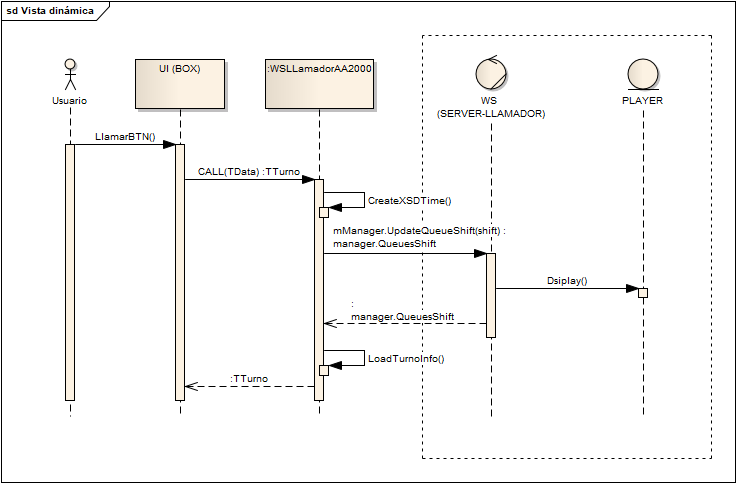 sd Vista dinámica
Usuario
UI (BOX)
:WSLLamadorAA2000
WS
(SERVER-LLAMADOR)
PLAYER
LlamarBTN()
CALL(TData) :TTurno
CreateXSDTime()
mManager.UpdateQueueShift(shift) :
manager.QueuesShift
Dsiplay()
:
manager.QueuesShift
LoadTurnoInfo()
:TTurno